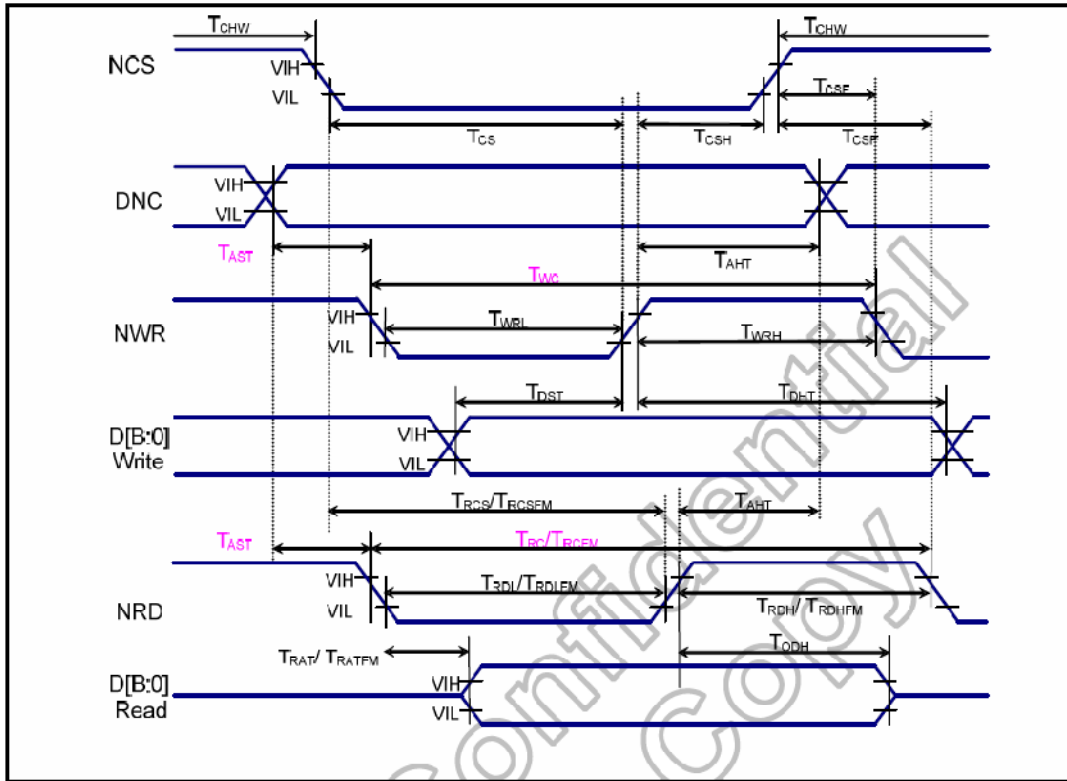 TCHW TCHW
NCS VIH
VIL
TCSF
TCS TCSH TCSF
DNC VIH
VIL
TAST TAHT
TWC
NWR VIH
VIL
TWRL TWRH
TDST TDHT
D[B:0] VIH
Write VIL
TRCS/TRCSFM TAHT
TAST TRC/TRCFM
NRD VIH
VIL
TRDL/TRDLFM TRDH/ TRDHFM
TRAT/ TRATFM TODH
D[B:0] VIH
Read VIL
Confidential
Copy